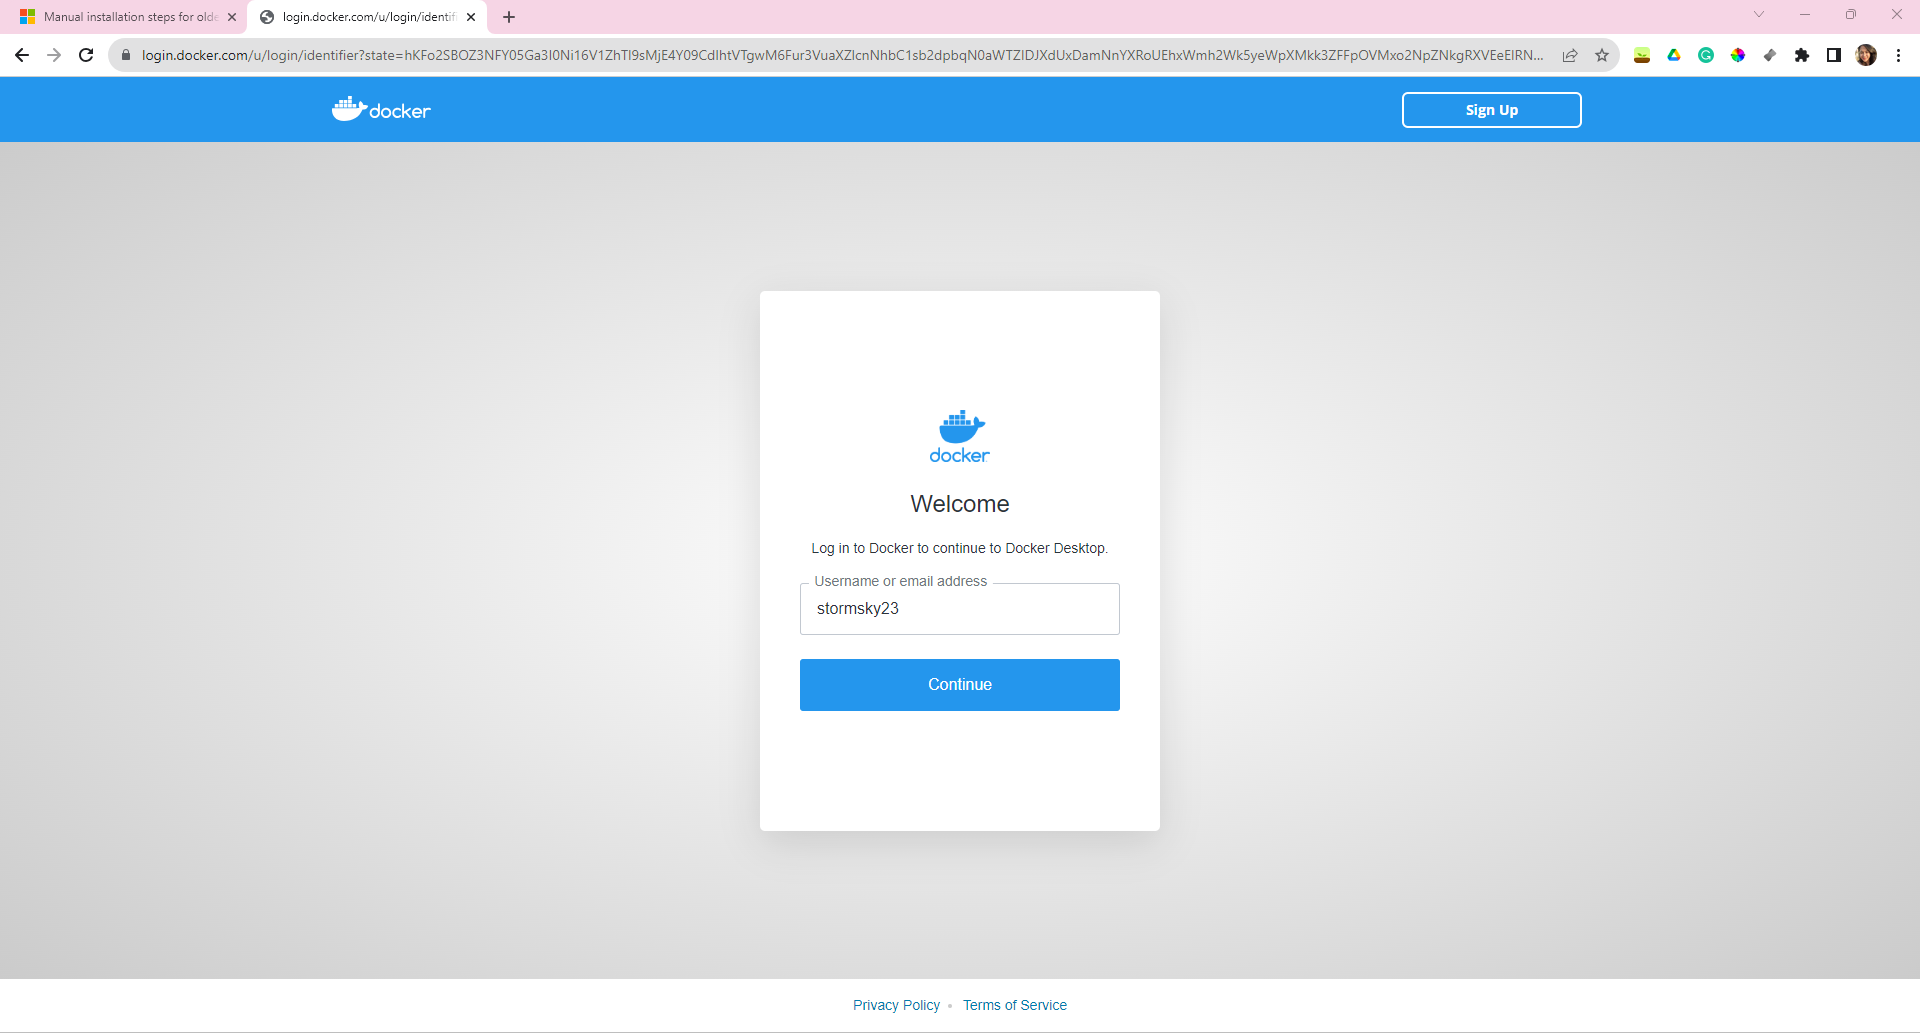 Manual installation steps for olde
login.docker.com/u/login/identifi
login.docker.com/u/login/identifier?state=hKFo2SBOZ3NFY05Ga3I0Ni16V1ZhTI9sMjE4Y09CdlhtVTgwM6Fur3VuaXZlcnNhbC1sb2dpbqN0aWTZIDJXdUxDamNnYXRoUEhxWmh2Wk5yeWpXMkk3ZFFpOVMxo2NpZNkgRXVEeElRN...
docker
Sign Up
docker
Welcome
Log in to Docker to continue to Docker Desktop.
Username or email address
stormsky23
Continue
Privacy Policy
Terms of Service